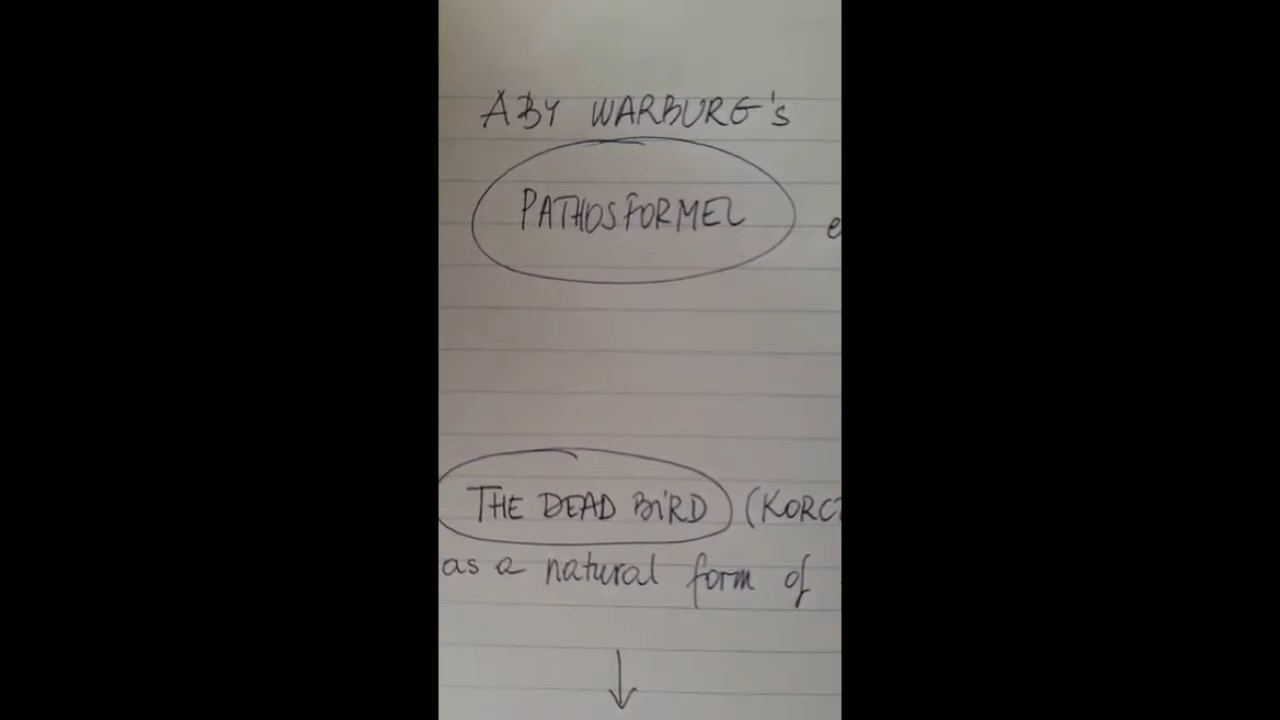 ABY WARBURG's
PATHOSFORMEL
THE DEAD BiRD
as a natural form of